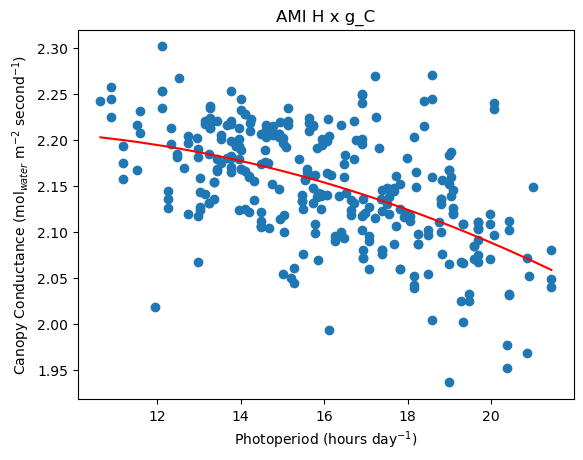 AMI H x g_C
2.30
2.25
2.20
2.15
2.10
2.05
2.00
1.95
Canopy Conductance (mol$_{water}$ m$^{-2}$ second$^{-1}$)
12 14 16 18 20
Photoperiod (hours day$^{-1}$)